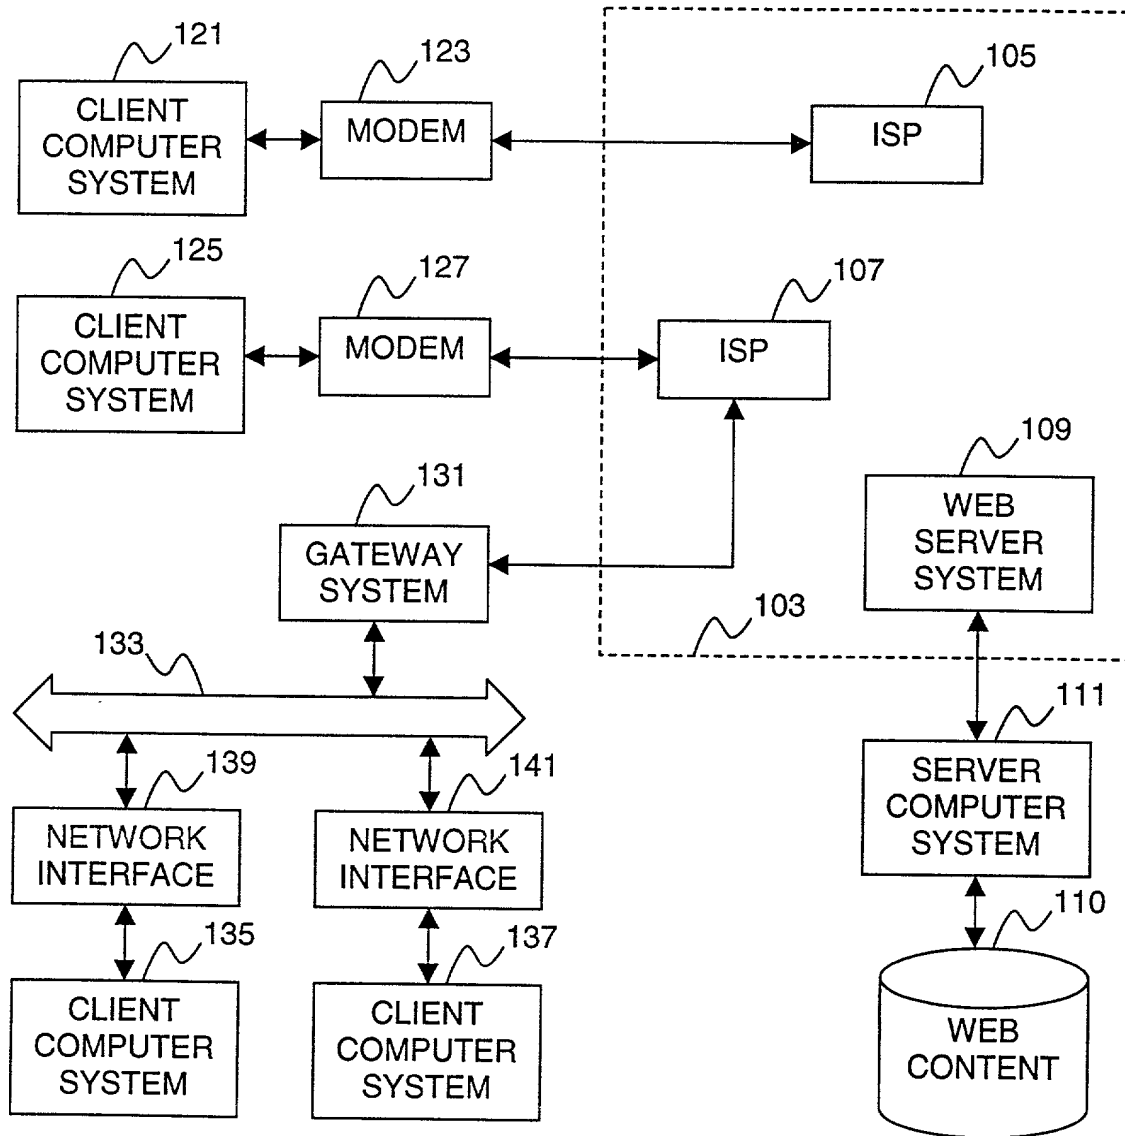 121
CLIENT
COMPUTER
SYSTEM
123
MODEM
105
ISP
125
CLIENT
COMPUTER
SYSTEM
127
MODEM
107
ISP
131
GATEWAY
SYSTEM
109
WEB
SERVER
SYSTEM
103
133
111
SERVER
COMPUTER
SYSTEM
139
NETWORK
INTERFACE
141
NETWORK
INTERFACE
110
WEB
CONTENT
135
CLIENT
COMPUTER
SYSTEM
137
CLIENT
COMPUTER
SYSTEM